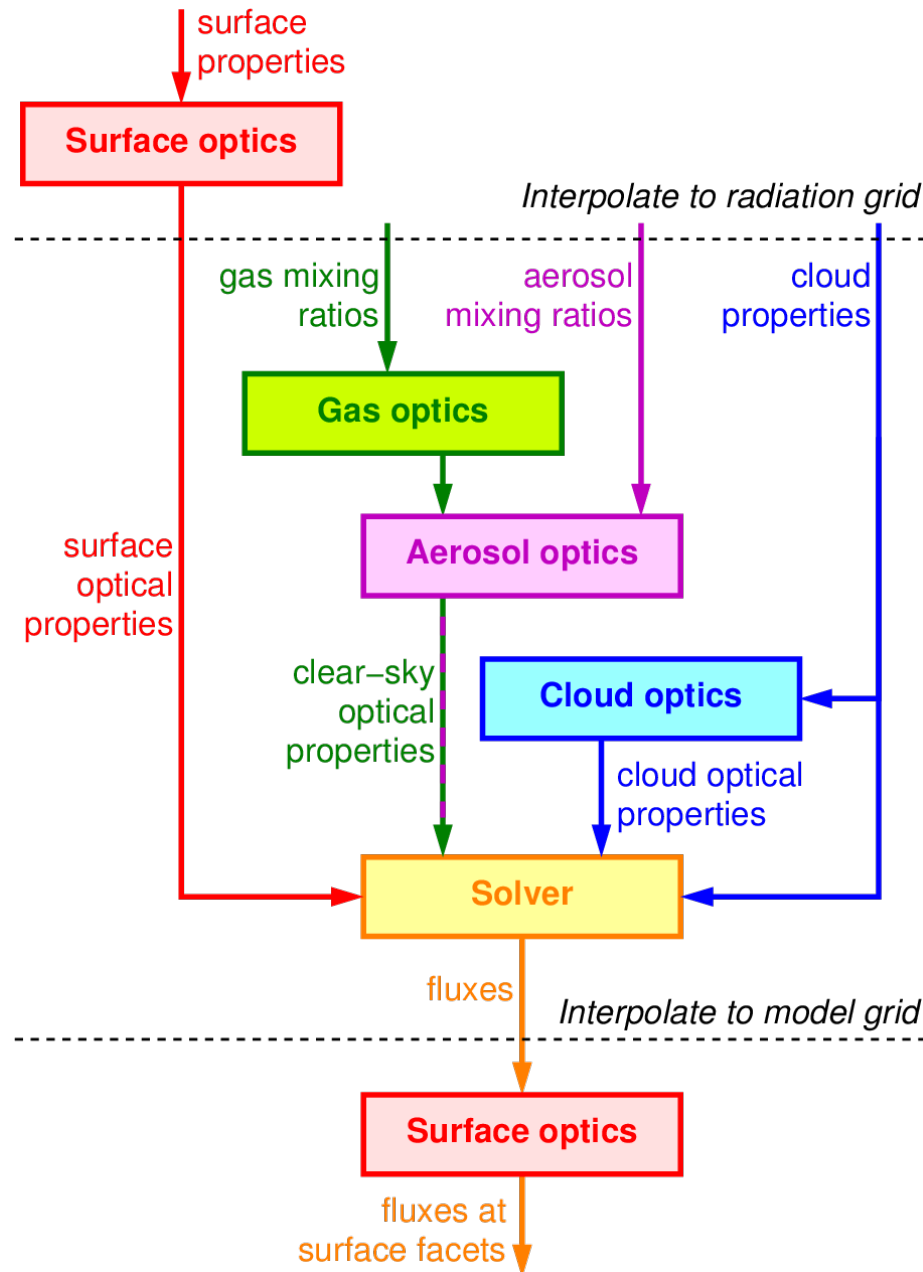 surface
properties
Surface optics
Interpolate to radiation grid
gas mixing
ratios
aerosol
mixing ratios
cloud
properties
Gas optics
surface
optical
properties
Aerosol optics
clear−sky
optical
properties
Cloud optics
cloud optical
properties
Solver
fluxes
Interpolate to model grid
Surface optics
fluxes at
surface facets